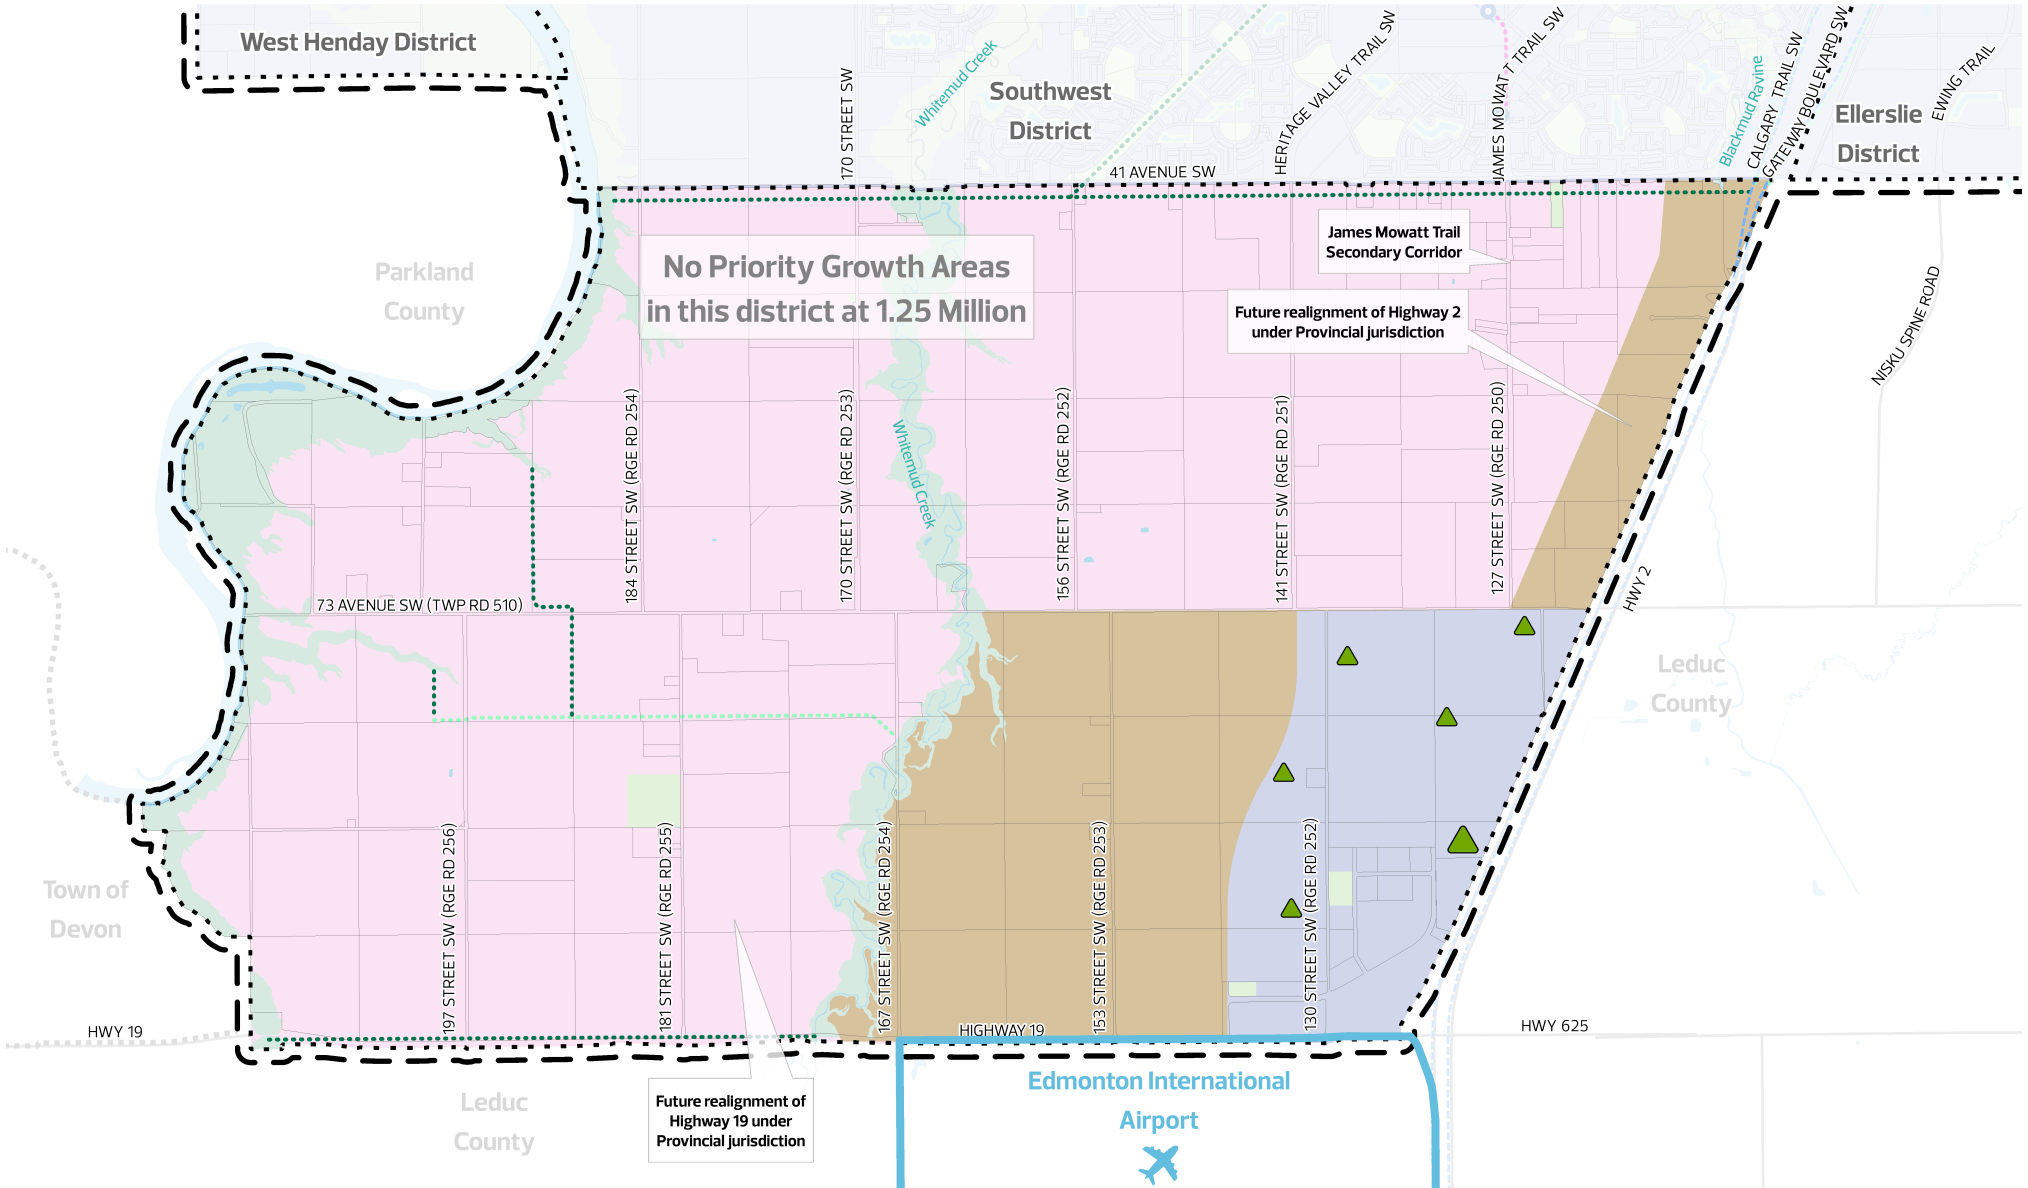 West Henday District
Whitemud Creek
Southwest
District
170 STREET SW
HERITAGE VALLEY TRAIL SW
JAMES MOWATT TRAIL SW
Blackmud Ravine
CALGARY TRAIL SW
GATEWAY BOULEVARD SW
Ellerslie
District
EWING TRAIL
41 AVENUE SW
Parkland
County
No Priority Growth Areas
in this district at 1.25 Million
James Mowatt Trail
Secondary Corridor
Future realignment of Highway 2
under Provincial jurisdiction
NISKU SPINE ROAD
184 STREET SW (RGE RD 254)
170 STREET SW (RGE RD 253)
Whitemud Creek
156 STREET SW (RGE RD 252)
141 STREET SW (RGE RD 251)
127 STREET SW (RGE RD 250)
HWY 2
73 AVENUE SW (TWP RD 510)
Leduc
County
Town of
Devon
197 STREET SW (RGE RD 256)
181 STREET SW (RGE RD 255)
167 STREET SW (RGE RD 254)
153 STREET SW (RGE RD 253)
130 STREET SW (RGE RD 252)
HWY 19
HIGHWAY 19
HWY 625
Leduc
County
Future realignment of
Highway 19 under
Provincial jurisdiction
Edmonton International
Airport